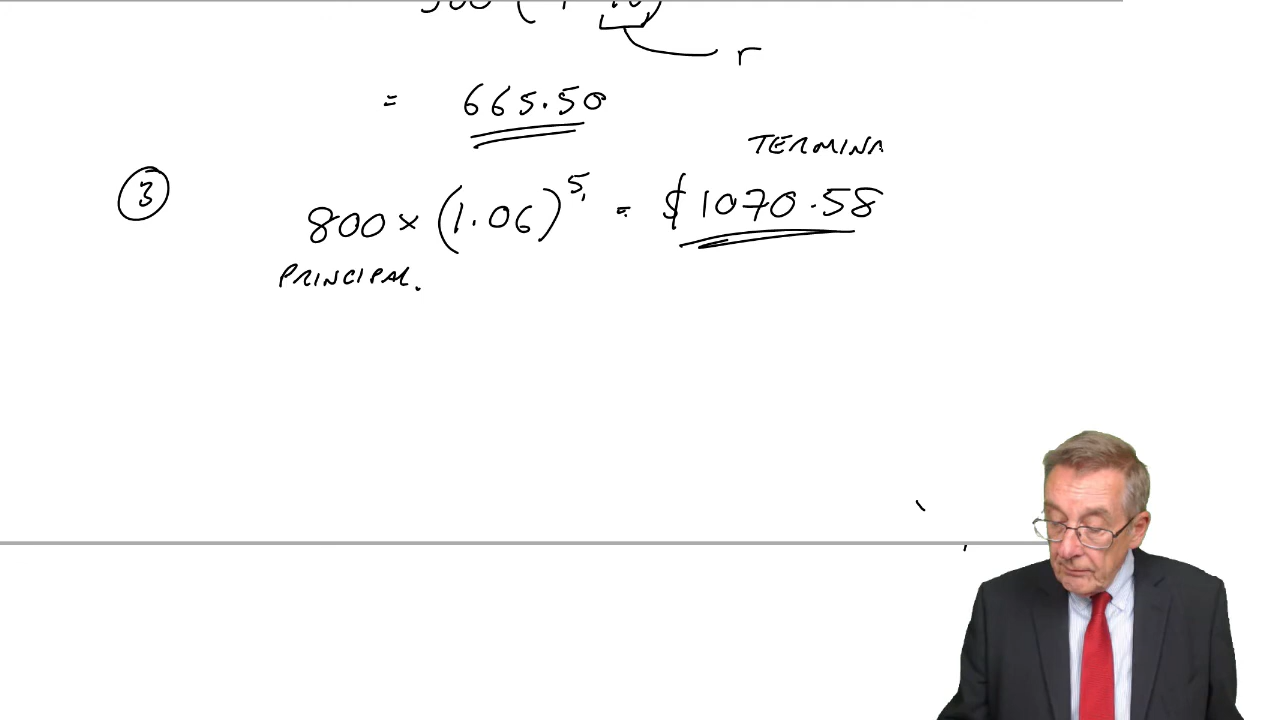 r
= 665.50
TERMINA
3
800 × (1.06)^5 = $1070.58
PRINCIPAL.